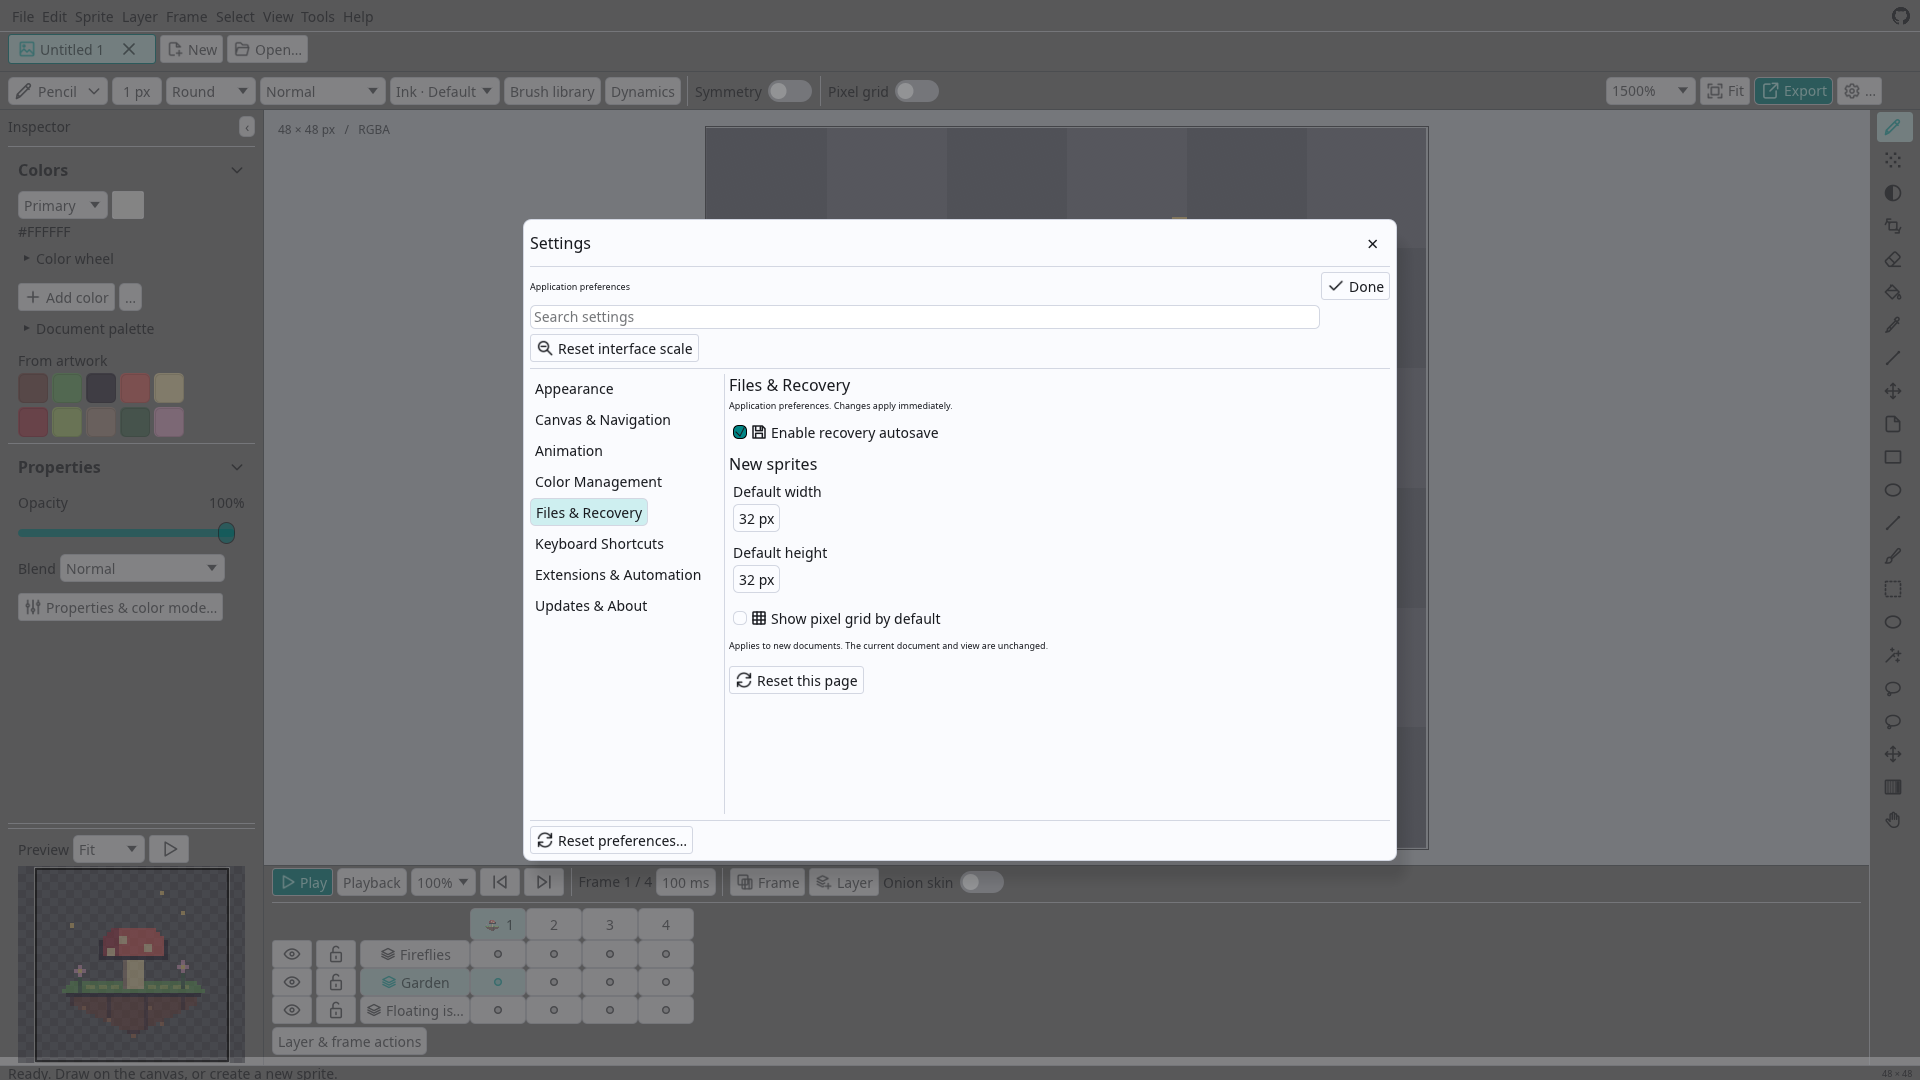 File Edit Sprite Layer Frame Select View Tools Help
Untitled 1 New Open...
Pencil 1 px Round Normal Ink · Default Brush library Dynamics Symmetry Pixel grid 1500% Fit Export ...
Inspector
48 × 48 px / RGBA
Colors
Primary
#FFFFFF
Color wheel
Add color ...
Document palette
From artwork
Properties
Opacity 100%
Blend Normal
Properties & color mode...
Preview Fit
Settings
Application preferences
Done
Search settings
Reset interface scale
Appearance
Canvas & Navigation
Animation
Color Management
Files & Recovery
Keyboard Shortcuts
Extensions & Automation
Updates & About
Files & Recovery
Application preferences. Changes apply immediately.
Enable recovery autosave
New sprites
Default width
32 px
Default height
32 px
Show pixel grid by default
Applies to new documents. The current document and view are unchanged.
Reset this page
Reset preferences...
Play Playback 100% Frame 1 / 4 100 ms Frame Layer Onion skin
1 2 3 4
Fireflies
Garden
Floating is...
Layer & frame actions
Ready. Draw on the canvas, or create a new sprite. 48 × 48